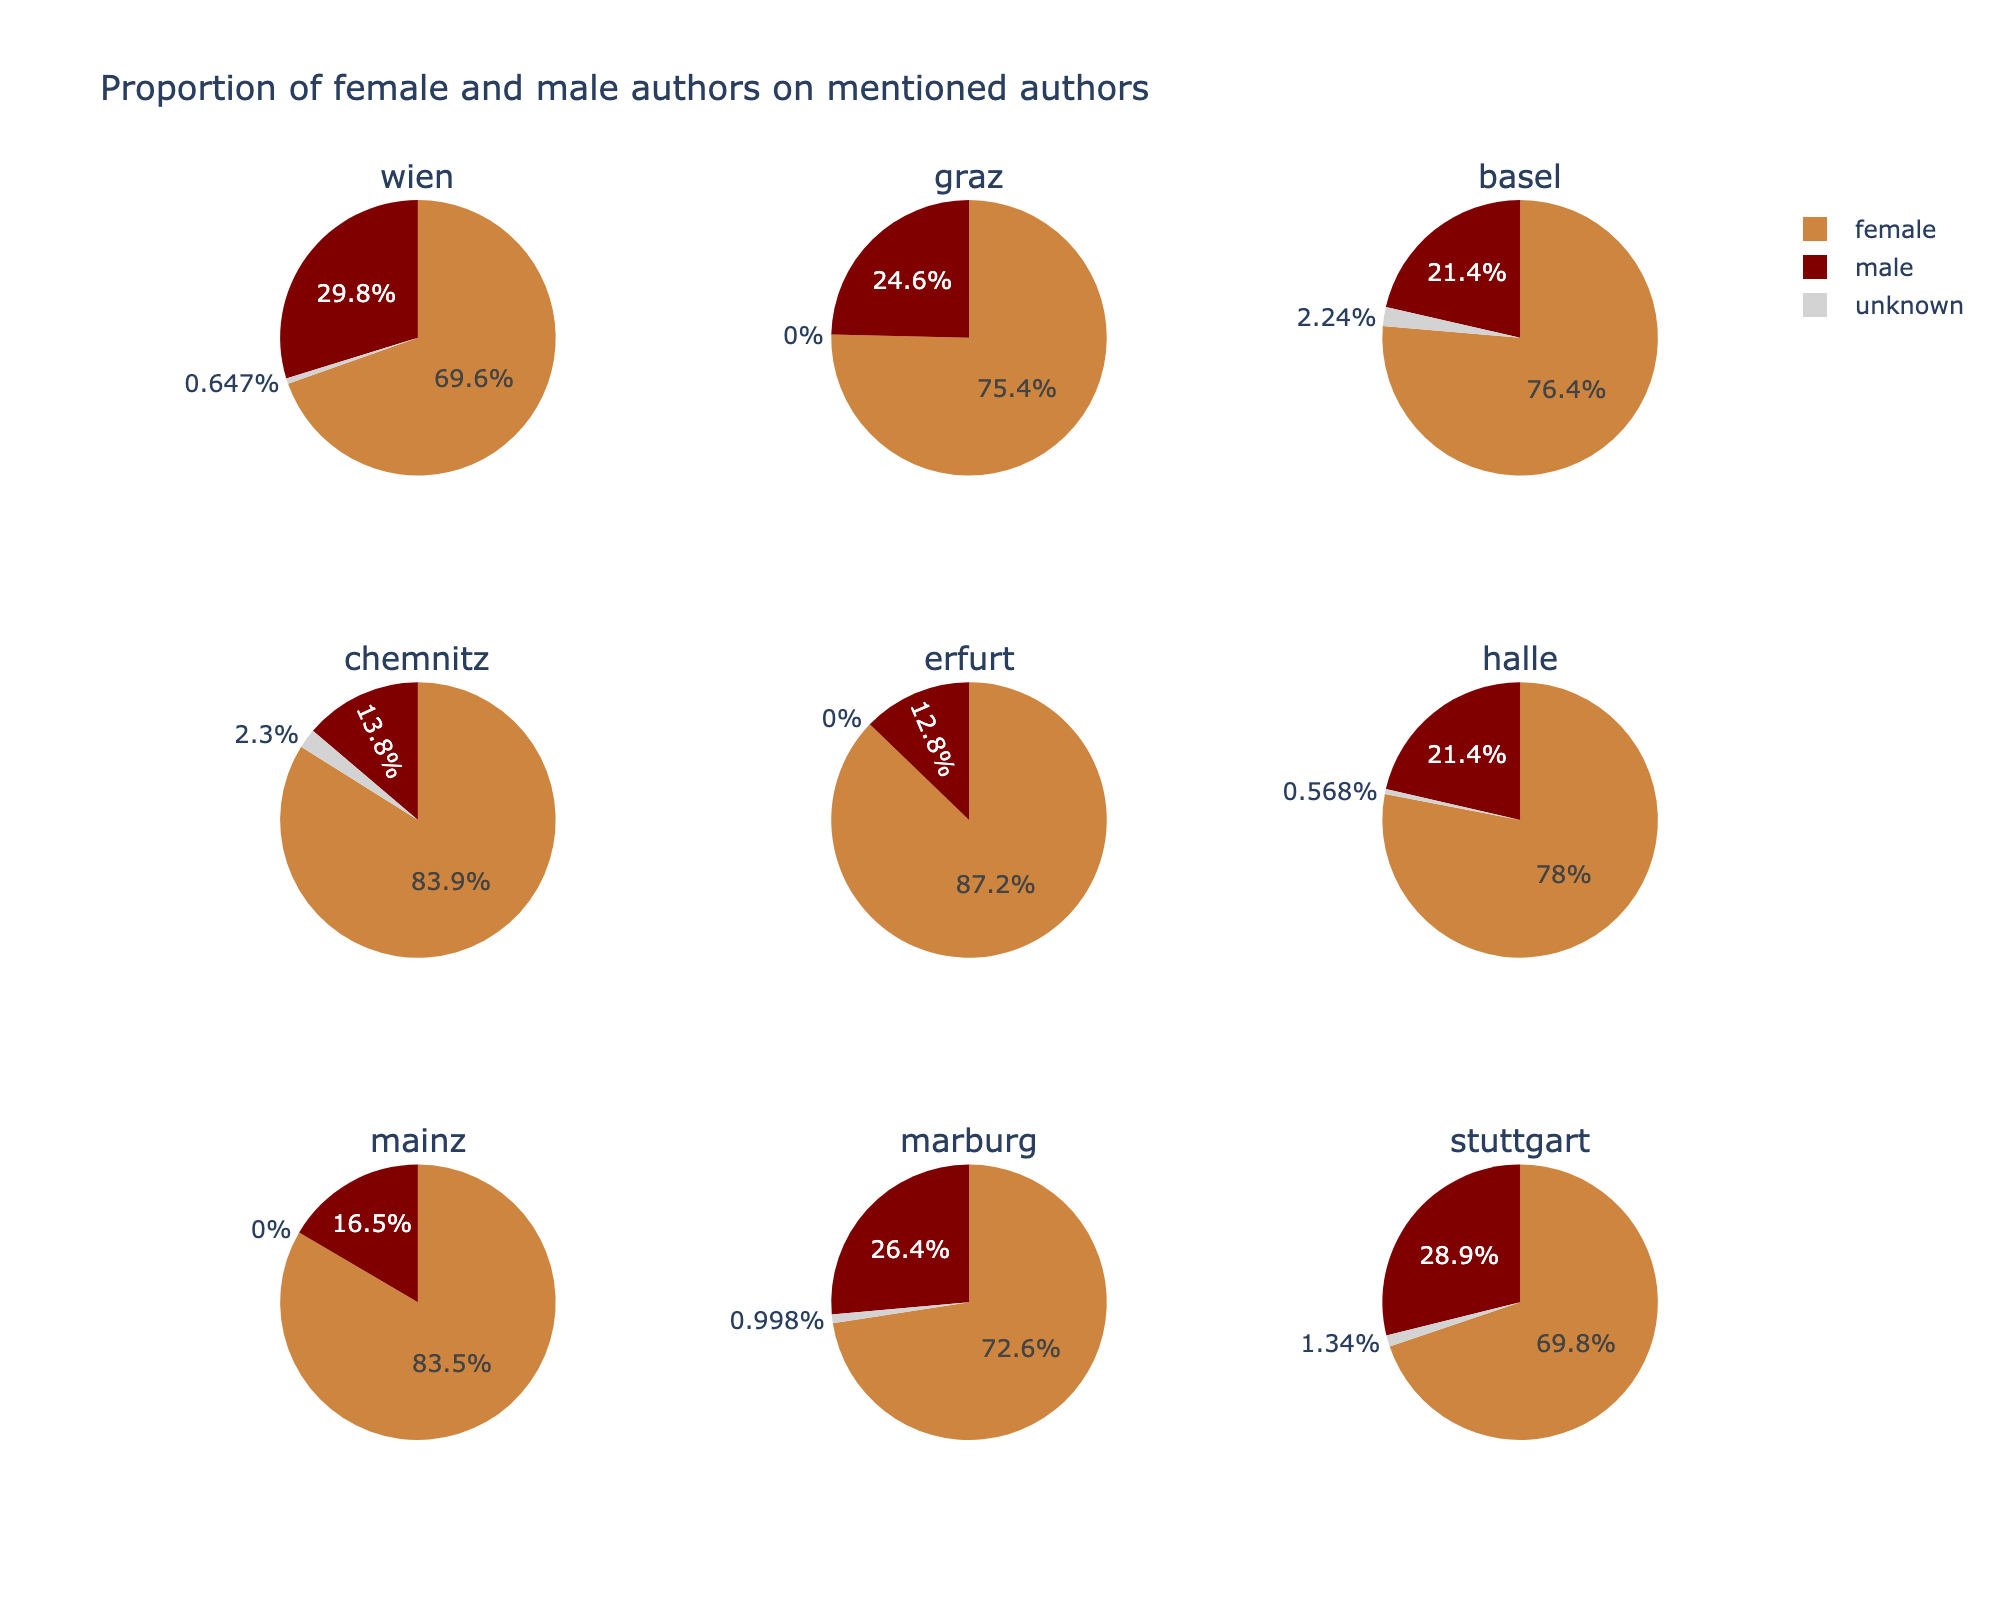 Proportion of female and male authors on mentioned authors
wien
graz
basel
female
male
unknown
29.8%
0.647%
69.6%
24.6%
0%
75.4%
21.4%
2.24%
76.4%
chemnitz
erfurt
halle
13.8%
2.3%
83.9%
12.8%
0%
87.2%
21.4%
0.568%
78%
mainz
marburg
stuttgart
16.5%
0%
83.5%
26.4%
0.998%
72.6%
28.9%
1.34%
69.8%